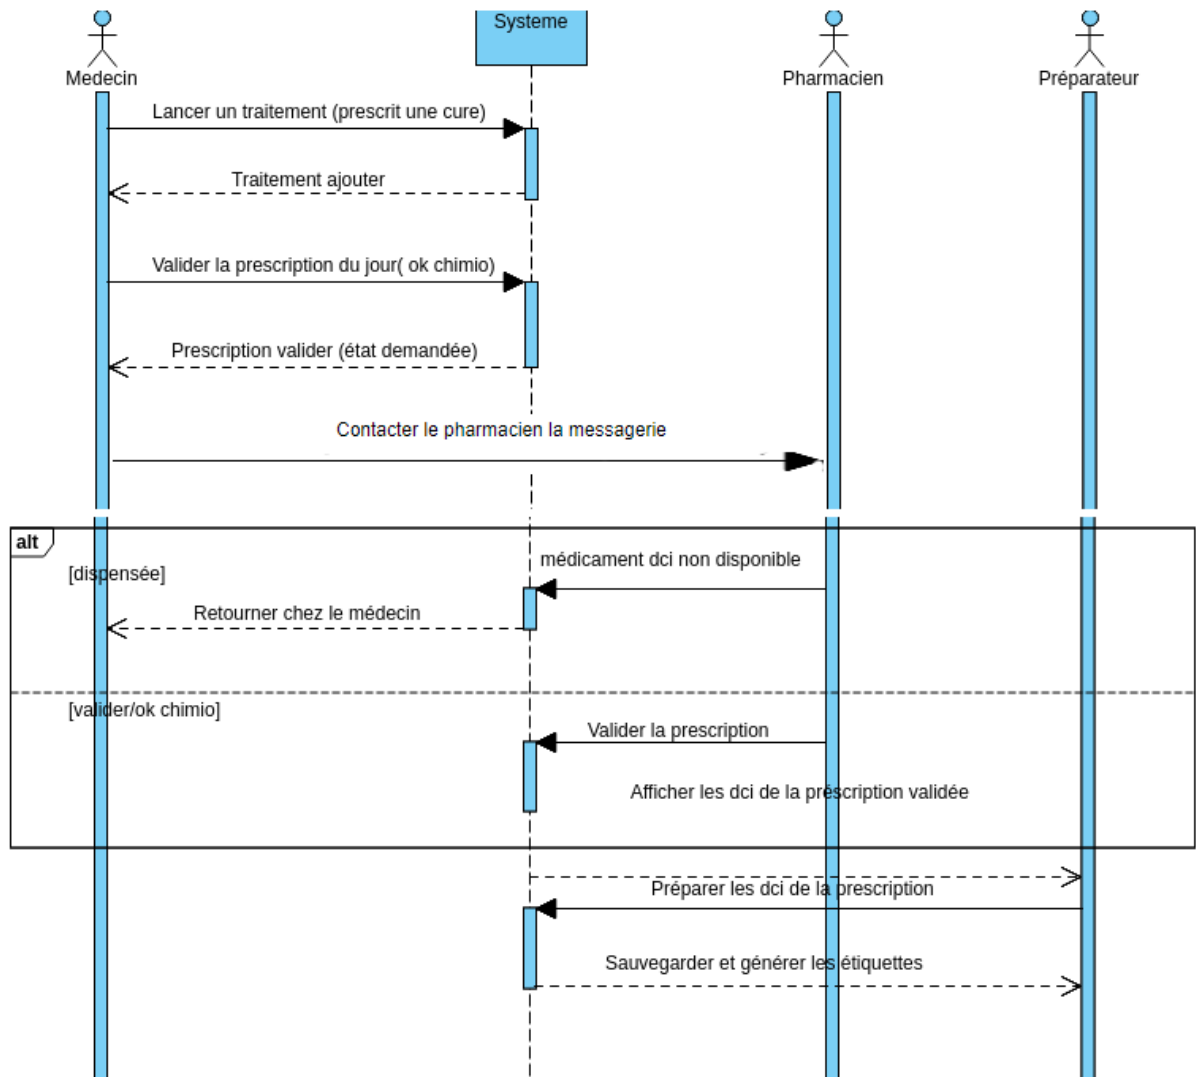 Systeme
Medecin
Pharmacien
Préparateur
Lancer un traitement (prescrit une cure)
Traitement ajouter
Valider la prescription du jour( ok chimio)
Prescription valider (état demandée)
Contacter le pharmacien la messagerie
alt
[dispensée]
médicament dci non disponible
Retourner chez le médecin
[valider/ok chimio]
Valider la prescription
Afficher les dci de la préscription validée
Préparer les dci de la prescription
Sauvegarder et générer les étiquettes